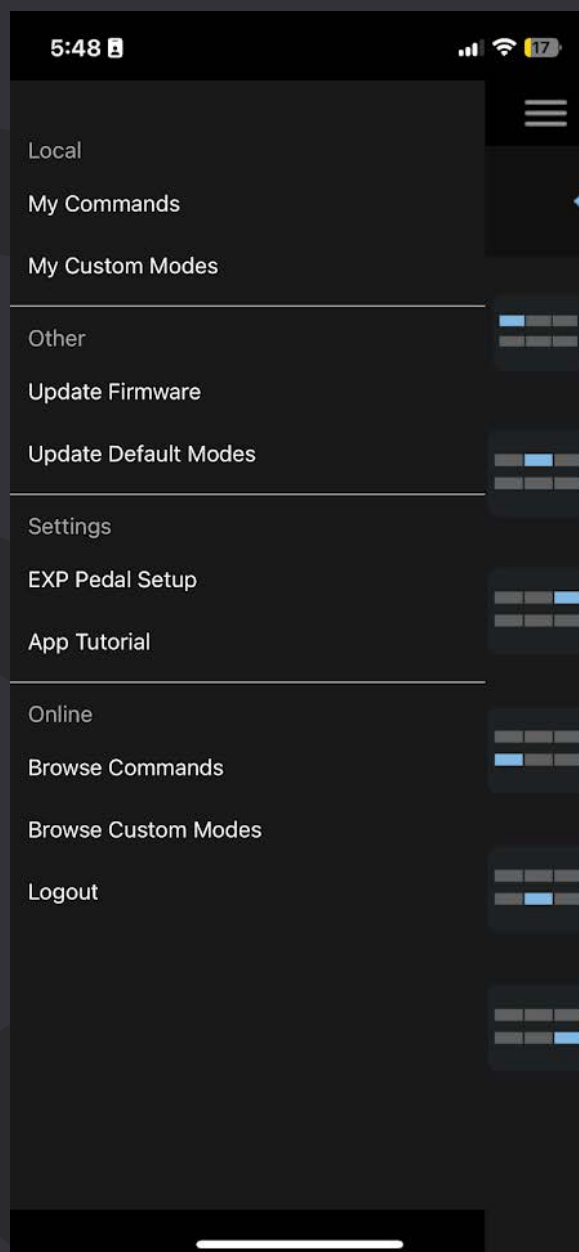 5:48
17
Local
My Commands
My Custom Modes
Other
Update Firmware
Update Default Modes
Settings
EXP Pedal Setup
App Tutorial
Online
Browse Commands
Browse Custom Modes
Logout